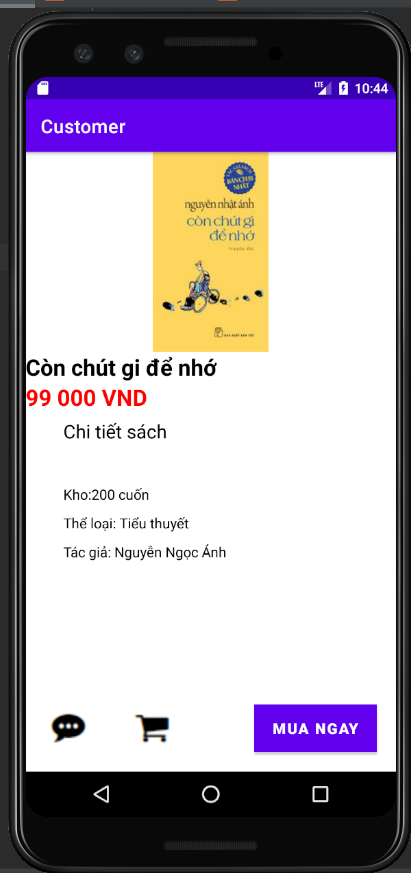 LTE 10:44
Customer
BÁN CHẠY
NHẤT
nguyễn nhật ánh
còn chút gì
để nhớ
truyện dài
Còn chút gi để nhớ
99 000 VND
Chi tiết sách
Kho:200 cuốn
Thể loại: Tiểu thuyết
Tác giả: Nguyễn Ngọc Ánh
MUA NGAY